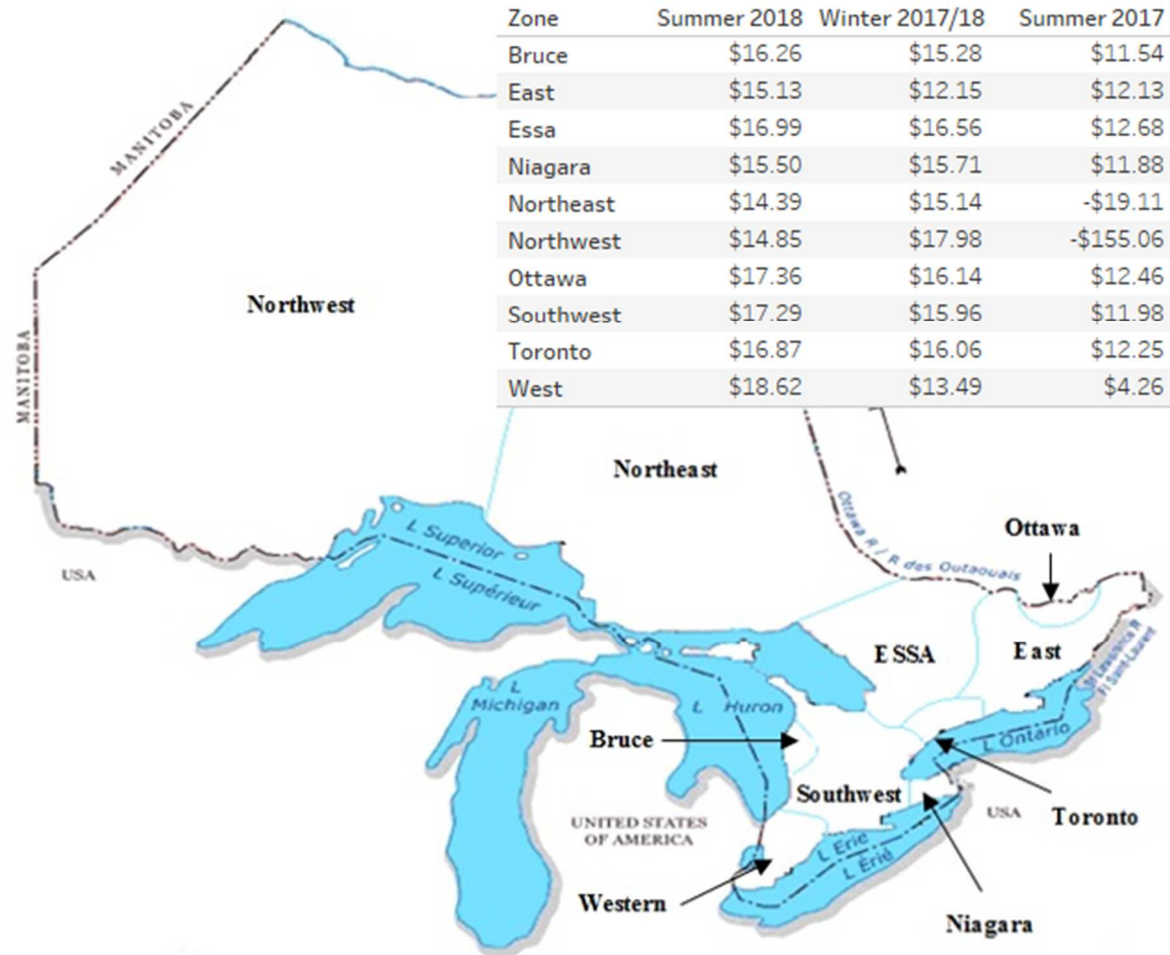 Zone Summer 2018 Winter 2017/18 Summer 2017
Bruce $16.26 $15.28 $11.54
East $15.13 $12.15 $12.13
Essa $16.99 $16.56 $12.68
Niagara $15.50 $15.71 $11.88
Northeast $14.39 $15.14 -$19.11
Northwest $14.85 $17.98 -$155.06
Ottawa $17.36 $16.14 $12.46
Southwest $17.29 $15.96 $11.98
Toronto $16.87 $16.06 $12.25
West $18.62 $13.49 $4.26
MANITOBA
MANITOBA
Northwest
Northeast
Ottawa R / R des Outaouais
Ottawa
L Superior
L Supérieur
USA
ESSA
East
St Lawrence R
Fl Saint-Laurent
L
Michigan
L Huron
Bruce
L Ontario
Southwest
USA
Toronto
UNITED STATES
OF AMERICA
L Erie
L Érié
Western
Niagara